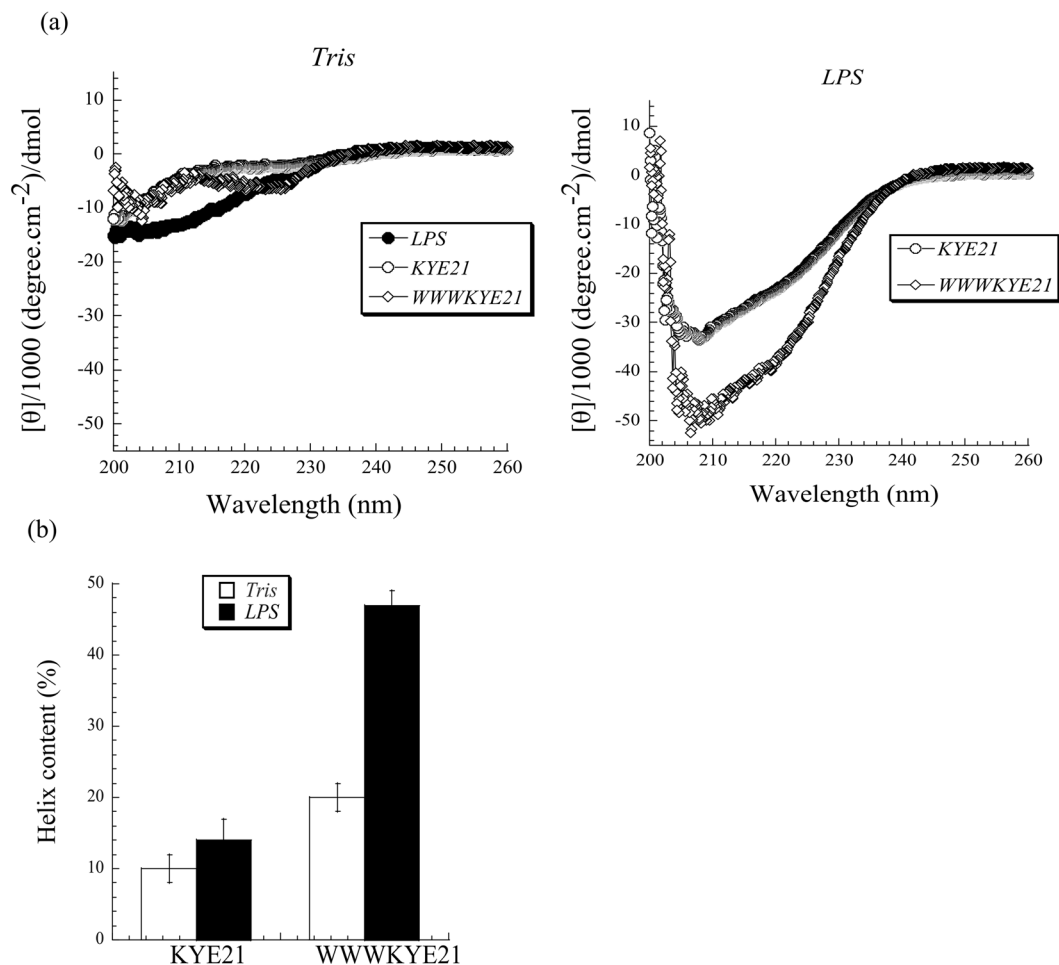 (a)
Tris
[θ]/1000 (degree.cm-2)/dmol
10
0
-10
-20
-30
-40
-50
LPS
KYE21
WWWKYE21
200 210 220 230 240 250 260
Wavelength (nm)
LPS
[θ]/1000 (degree.cm-2)/dmol
10
0
-10
-20
-30
-40
-50
KYE21
WWWKYE21
200 210 220 230 240 250 260
Wavelength (nm)
(b)
Helix content (%)
50
40
30
20
10
0
Tris
LPS
KYE21 WWWKYE21